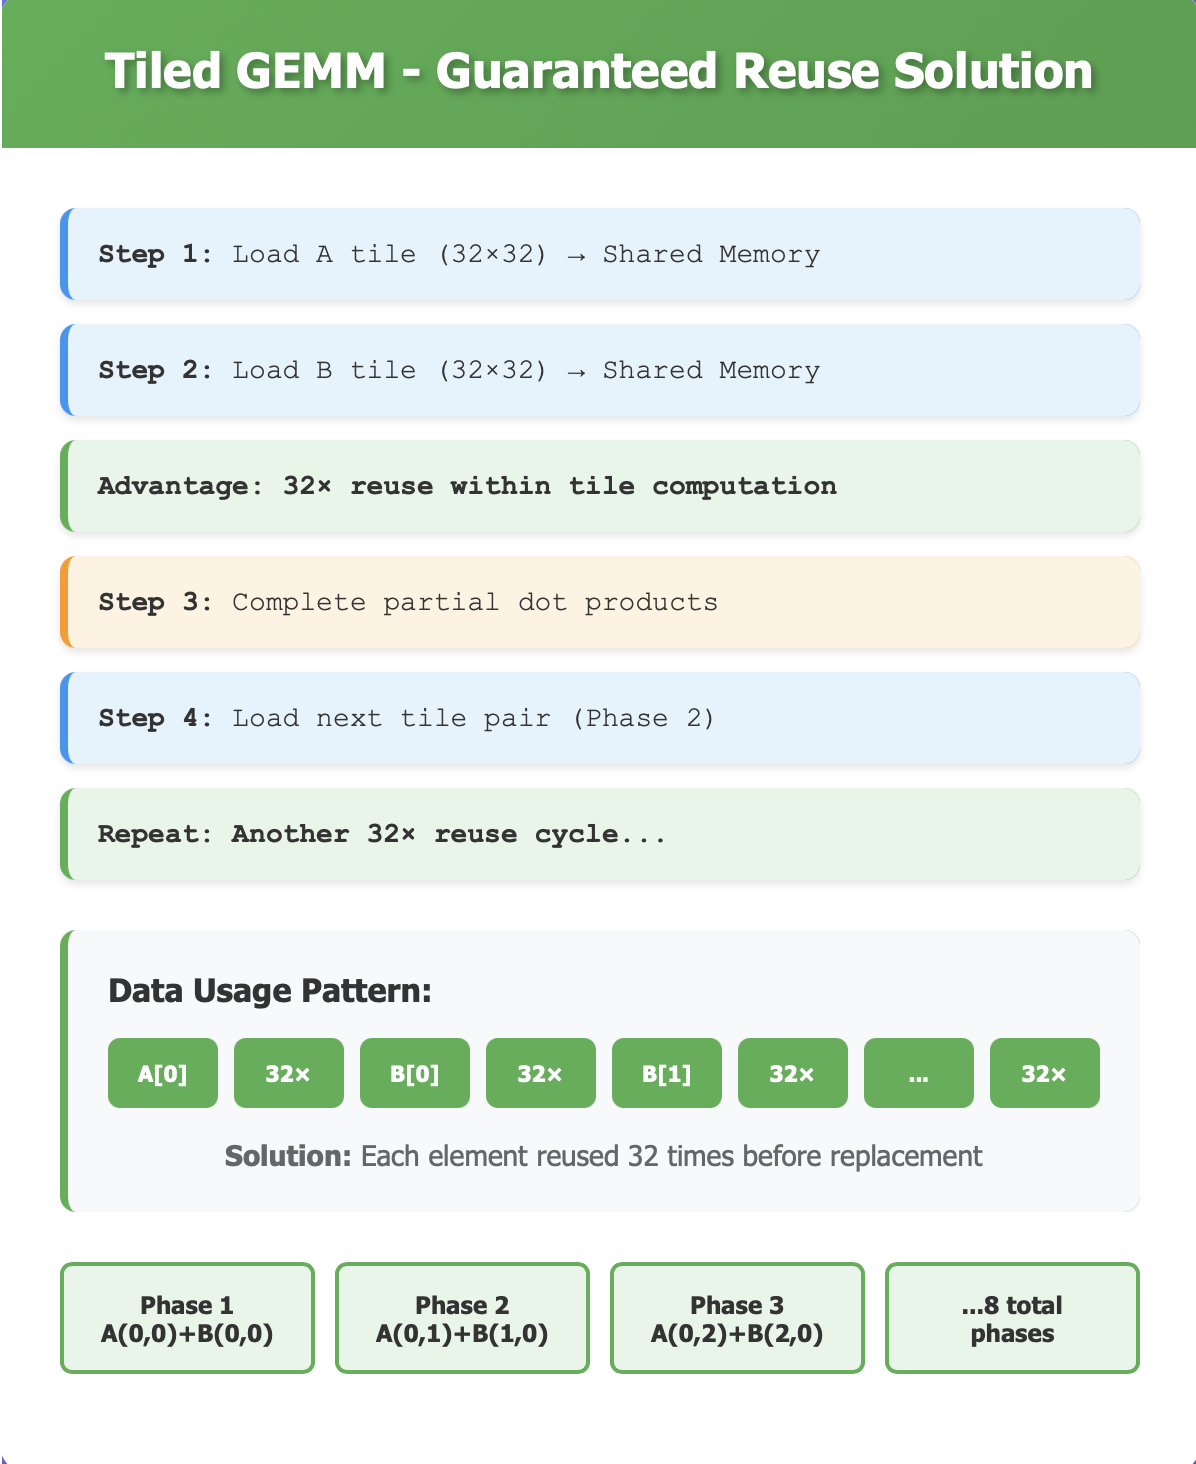 Tiled GEMM - Guaranteed Reuse Solution
Step 1: Load A tile (32×32) → Shared Memory
Step 2: Load B tile (32×32) → Shared Memory
Advantage: 32× reuse within tile computation
Step 3: Complete partial dot products
Step 4: Load next tile pair (Phase 2)
Repeat: Another 32× reuse cycle...
Data Usage Pattern:
A[0] 32× B[0] 32× B[1] 32× ... 32×
Solution: Each element reused 32 times before replacement
Phase 1
A(0,0)+B(0,0)
Phase 2
A(0,1)+B(1,0)
Phase 3
A(0,2)+B(2,0)
...8 total
phases